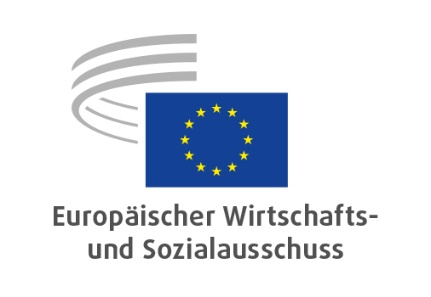 Europäischer Wirtschafts-
und Sozialausschuss